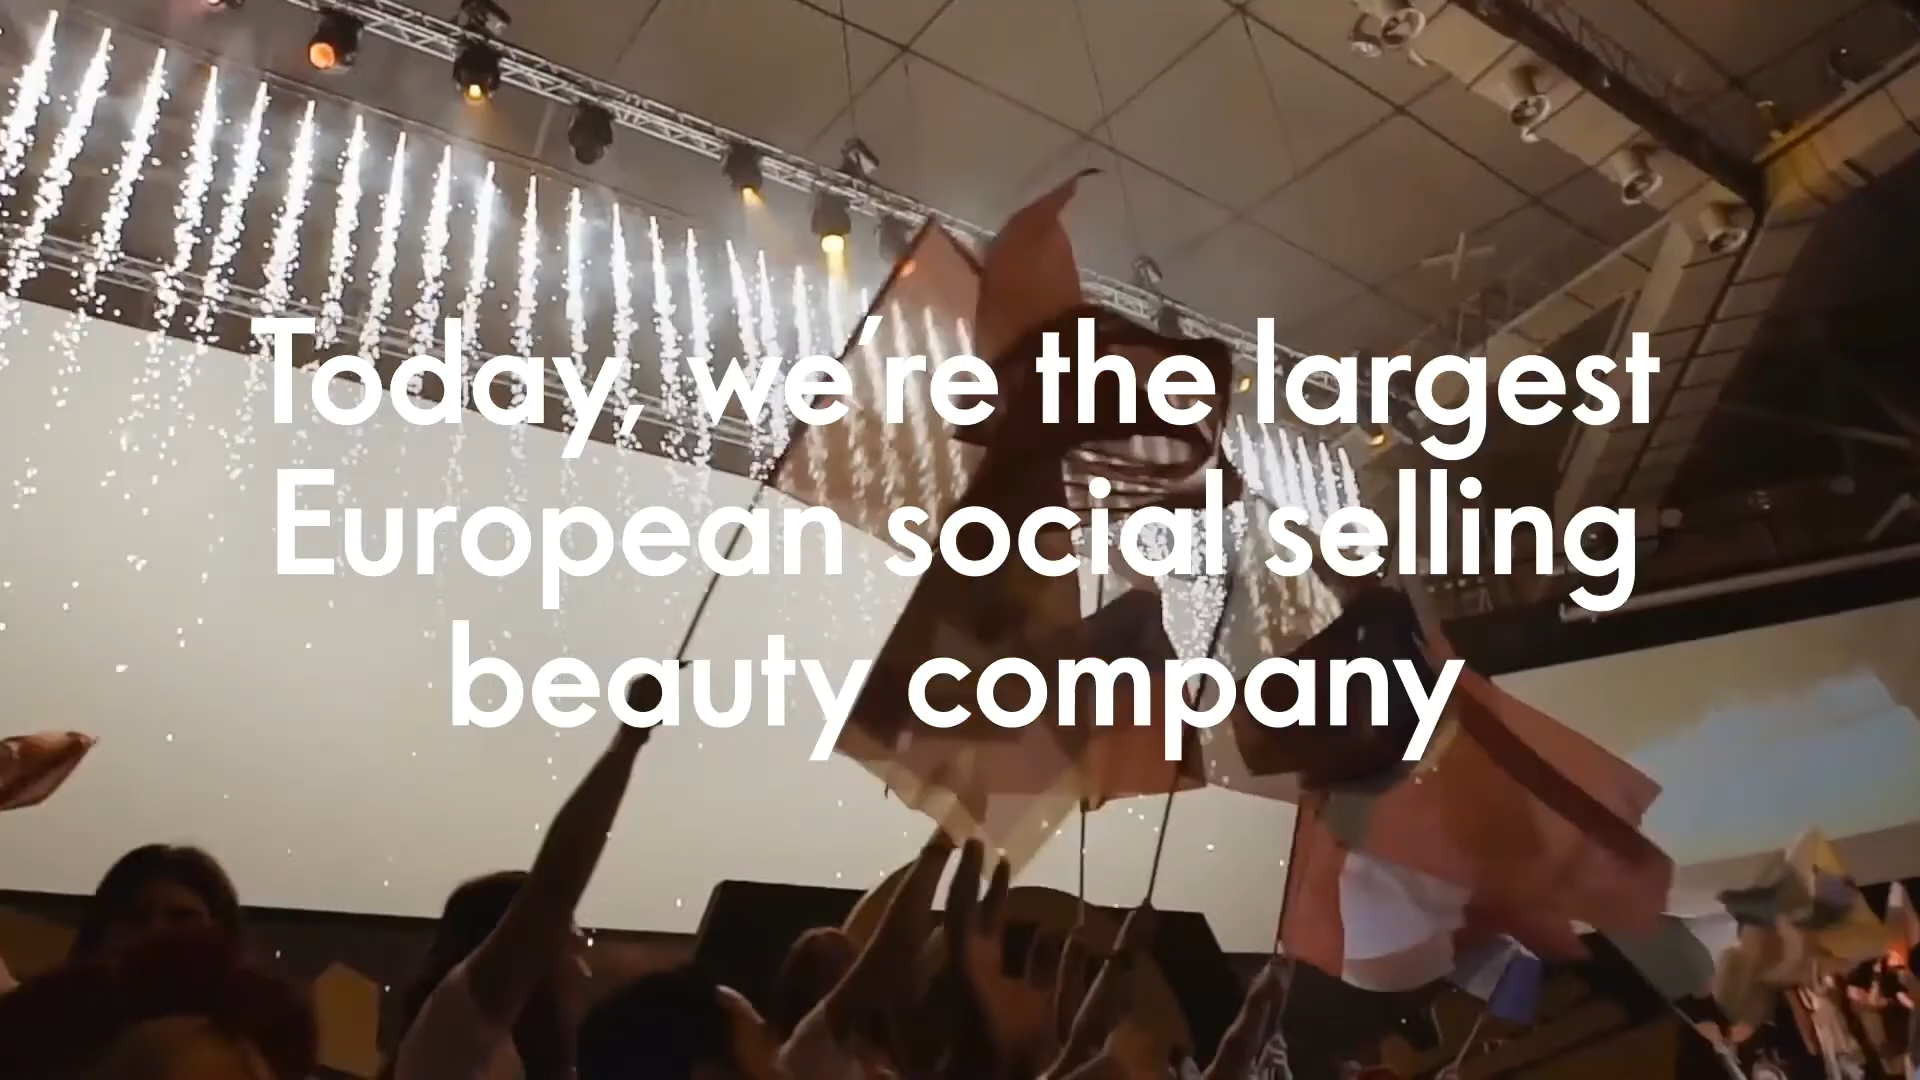 Today, we’re the largest
European social selling
beauty company